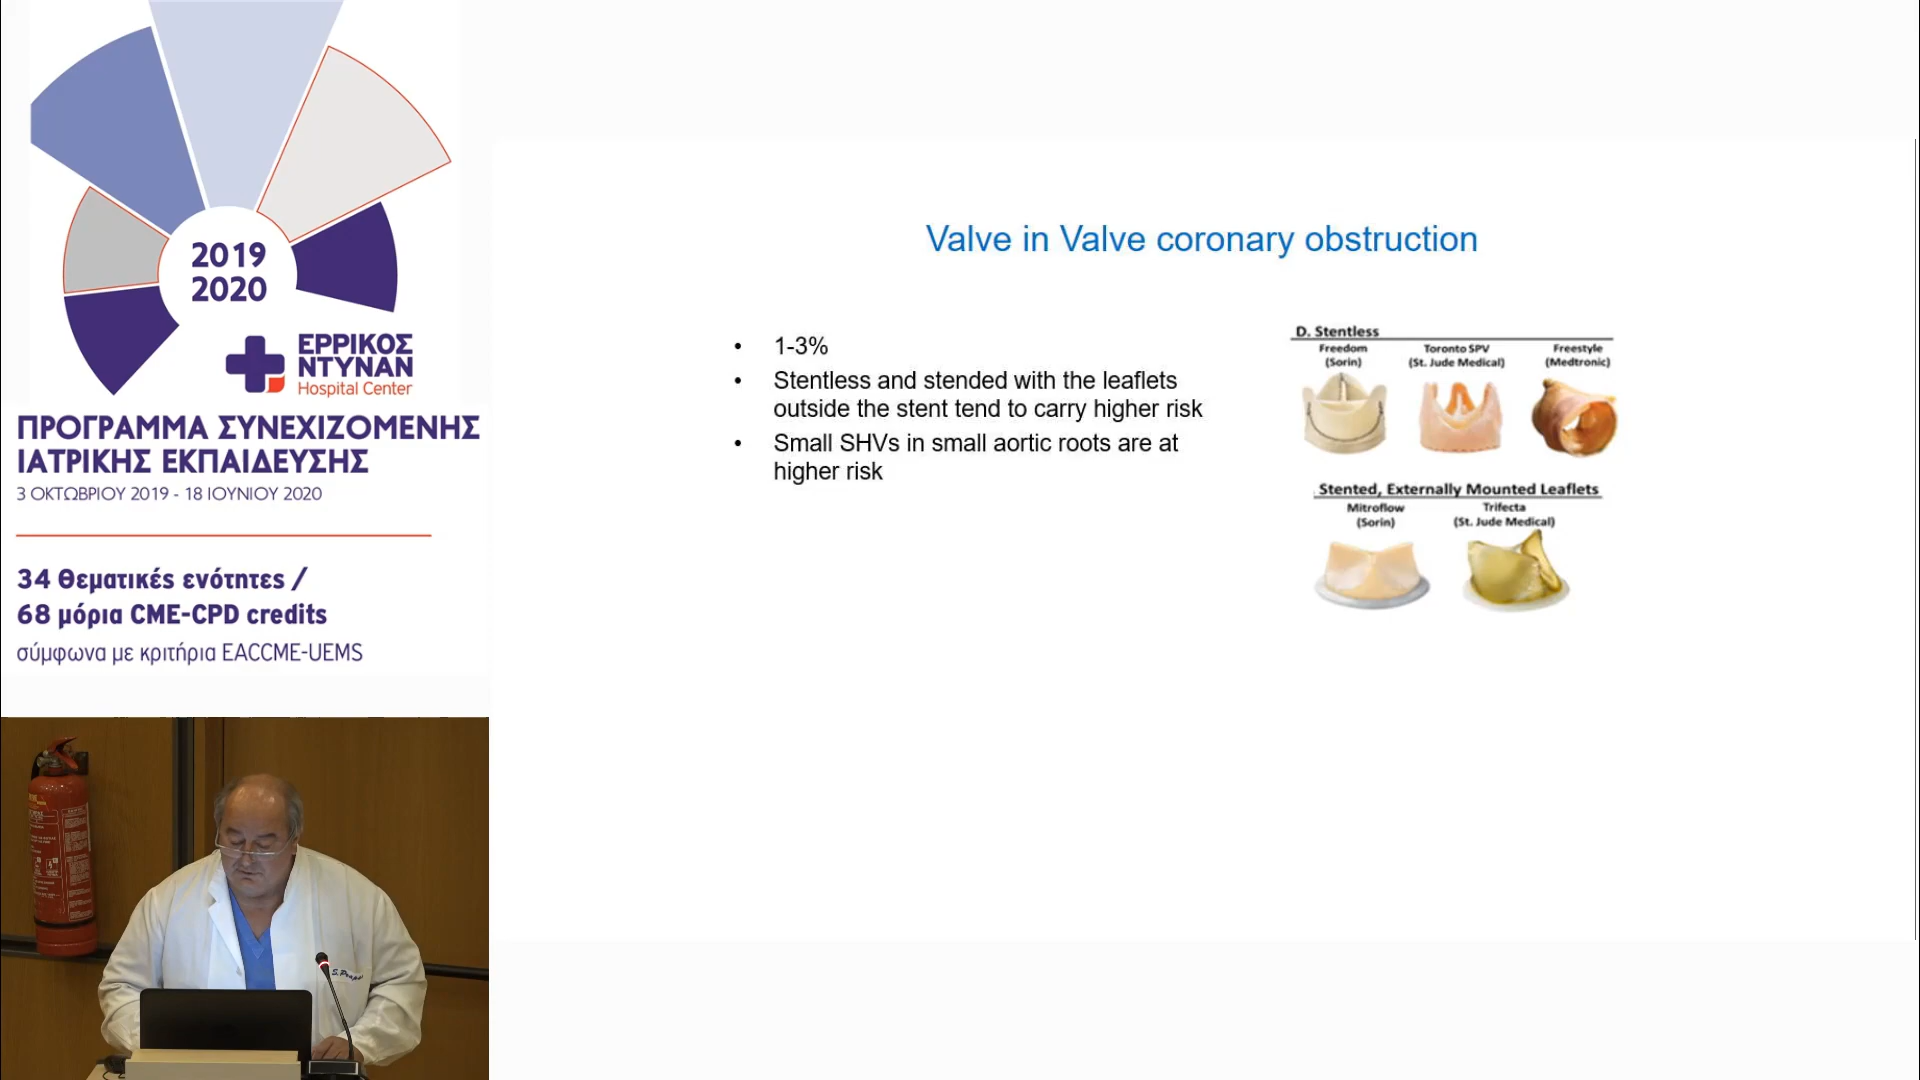 2019
2020
ΕΡΡΙΚΟΣ
ΝΤΥΝΑΝ
Hospital Center
ΠΡΟΓΡΑΜΜΑ ΣΥΝΕΧΙΖΟΜΕΝΗΣ
ΙΑΤΡΙΚΗΣ ΕΚΠΑΙΔΕΥΣΗΣ
3 ΟΚΤΩΒΡΙΟΥ 2019 - 18 ΙΟΥΝΙΟΥ 2020
34 θεματικές ενότητες /
68 μόρια CME-CPD credits
σύμφωνα με κριτήρια EACCME-UEMS
Valve in Valve coronary obstruction
• 1-3%
• Stentless and stended with the leaflets
outside the stent tend to carry higher risk
• Small SHVs in small aortic roots are at
higher risk
D. Stentless
Freedom
(Sorin)
Toronto SPV
(St. Jude Medical)
Freestyle
(Medtronic)
Stented, Externally Mounted Leaflets
Mitroflow
(Sorin)
Trifecta
(St. Jude Medical)